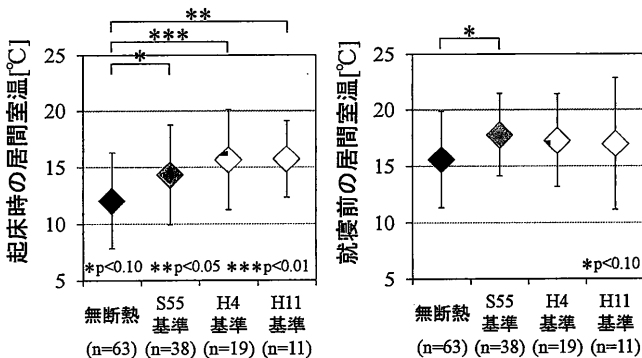 **
***
*
起床時の居間室温[℃]
25
20
15
10
5
*p<0.10 **p<0.05 ***p<0.01
無断熱
(n=63)
S55
基準
(n=38)
H4
基準
(n=19)
H11
基準
(n=11)
*
就寝前の居間室温[℃]
25
20
15
10
5
*p<0.10
無断熱
(n=63)
S55
基準
(n=38)
H4
基準
(n=19)
H11
基準
(n=11)